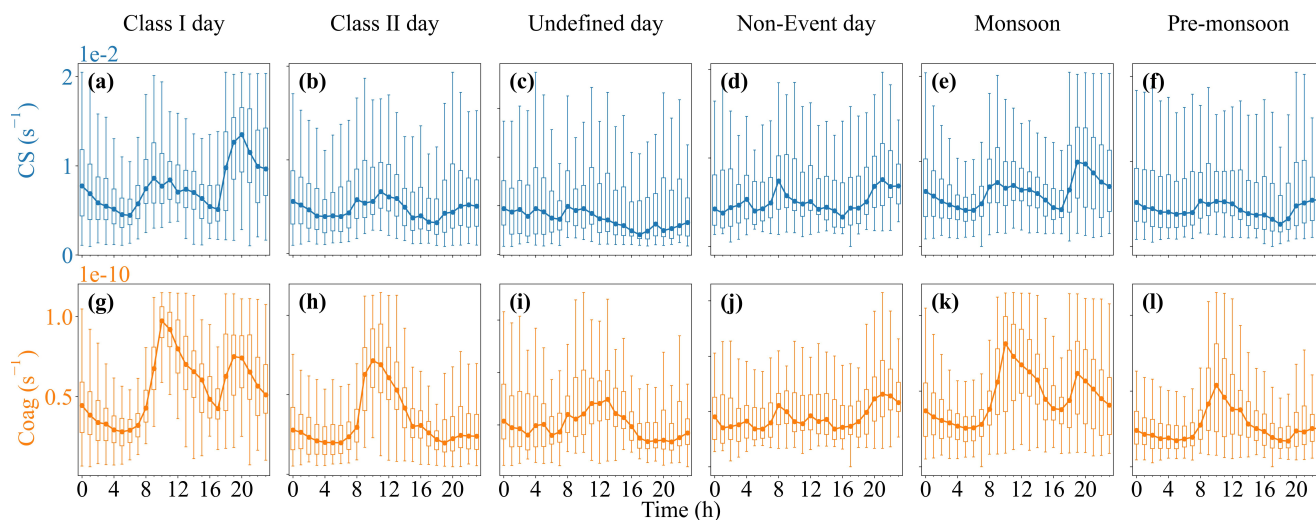 Class I day Class II day Undefined day Non-Event day Monsoon Pre-monsoon
1e-2
(a) (b) (c) (d) (e) (f)
2
1
0
CS (s⁻¹)
1e-10
(g) (h) (i) (j) (k) (l)
1.0
0.5
Coag (s⁻¹)
0 4 8 12 16 20 0 4 8 12 16 20 0 4 8 12 16 20 0 4 8 12 16 20 0 4 8 12 16 20 0 4 8 12 16 20
Time (h)